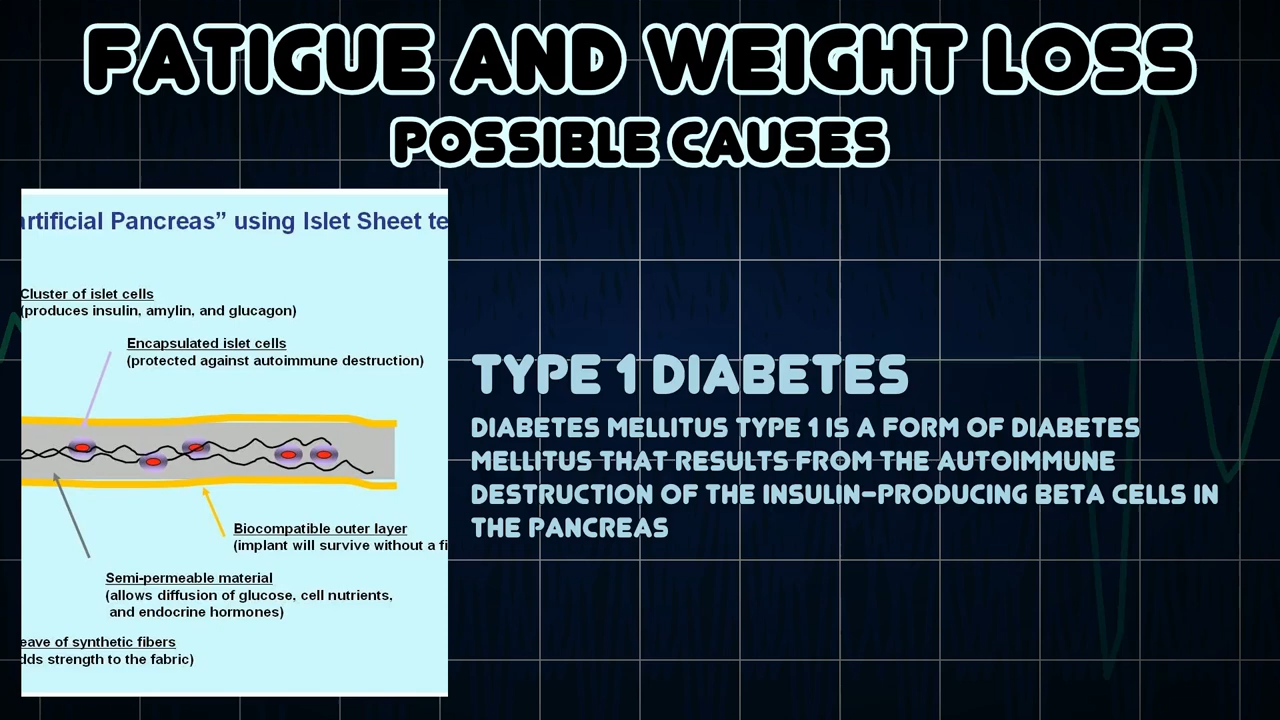 FATIGUE AND WEIGHT LOSS
POSSIBLE CAUSES
artificial Pancreas” using Islet Sheet te
Cluster of islet cells
(produces insulin, amylin, and glucagon)
Encapsulated islet cells
(protected against autoimmune destruction)
Biocompatible outer layer
(implant will survive without a fi
Semi-permeable material
(allows diffusion of glucose, cell nutrients,
and endocrine hormones)
eave of synthetic fibers
dds strength to the fabric)
TYPE 1 DIABETES
DIABETES MELLITUS TYPE 1 IS A FORM OF DIABETES
MELLITUS THAT RESULTS FROM THE AUTOIMMUNE
DESTRUCTION OF THE INSULIN-PRODUCING BETA CELLS IN
THE PANCREAS